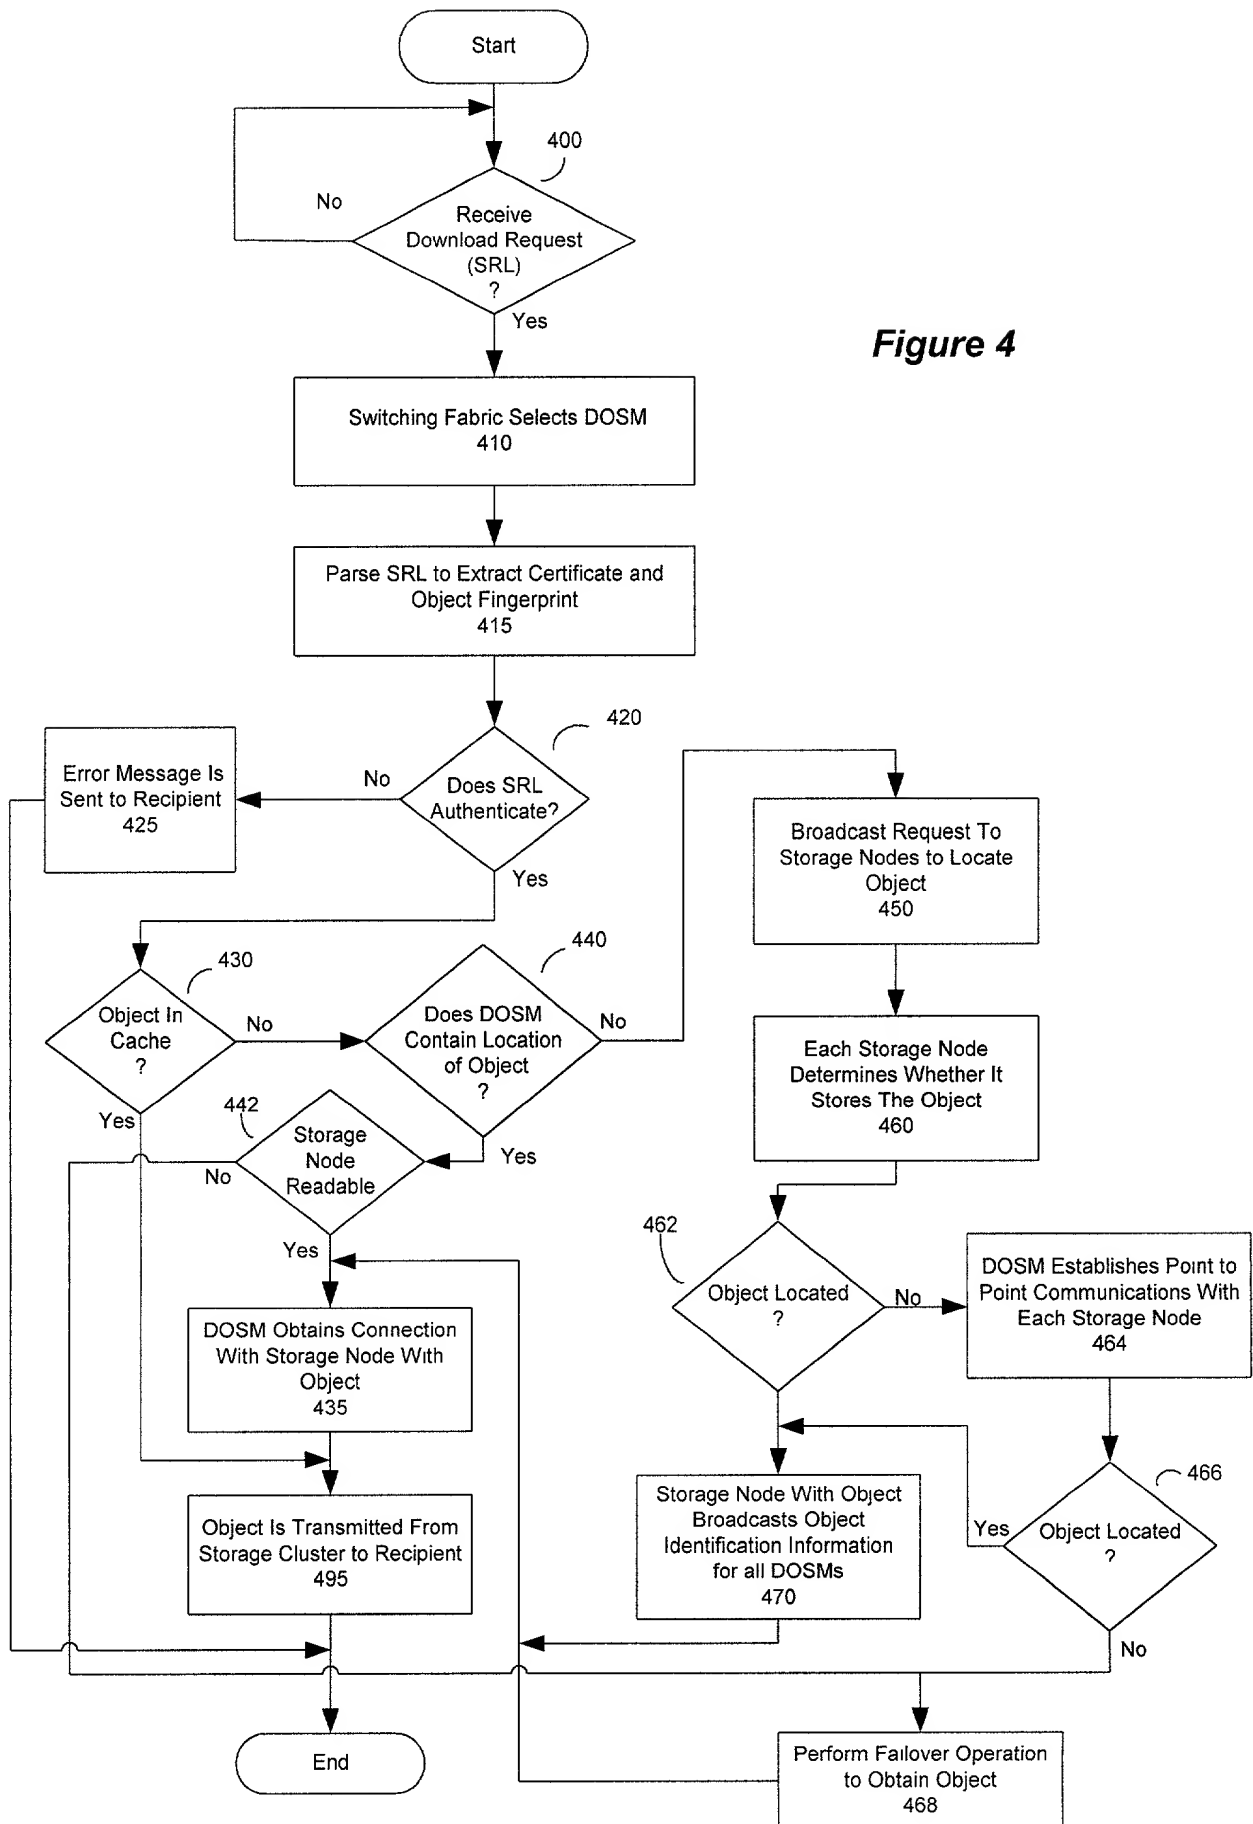 Start
400
No
Receive
Download Request
(SRL)
?
Yes
Figure 4
Switching Fabric Selects DOSM
410
Parse SRL to Extract Certificate and
Object Fingerprint
415
420
Error Message Is
Sent to Recipient
425
No
Does SRL
Authenticate?
Yes
Broadcast Request To
Storage Nodes to Locate
Object
450
430
Object In
Cache
?
No
Yes
440
Does DOSM
Contain Location
of Object
?
No
Yes
Each Storage Node
Determines Whether It
Stores The Object
460
442
Storage
Node
Readable
No
Yes
462
Object Located
?
No
DOSM Establishes Point to
Point Communications With
Each Storage Node
464
DOSM Obtains Connection
With Storage Node With
Object
435
466
Object Located
?
Yes
No
Storage Node With Object
Broadcasts Object
Identification Information
for all DOSMs
470
Object Is Transmitted From
Storage Cluster to Recipient
495
End
Perform Failover Operation
to Obtain Object
468